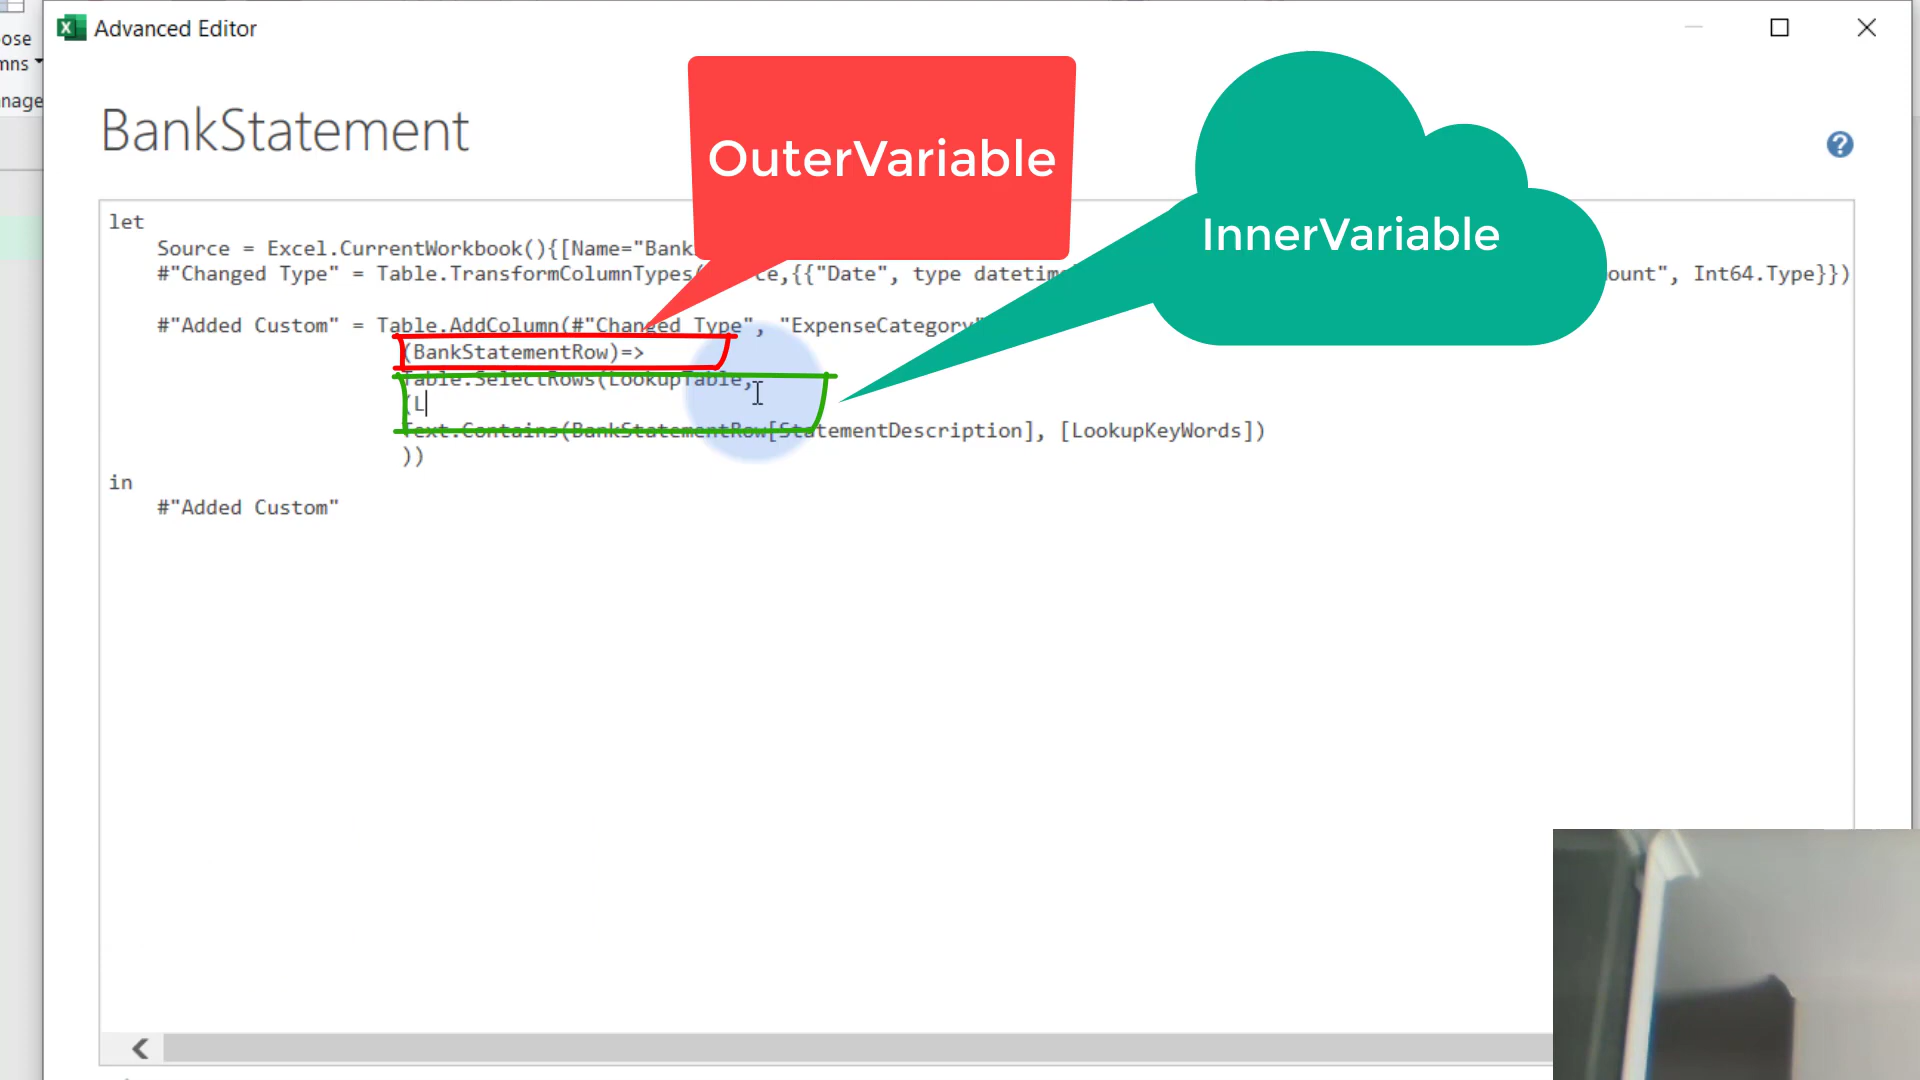 ose
mns
nage
Advanced Editor
BankStatement
OuterVariable
InnerVariable
?
let
Source = Excel.CurrentWorkbook(){[Name="Bank
#"Changed Type" = Table.TransformColumnTypes( ce,{{"Date", type datetime ount", Int64.Type}})
#"Added Custom" = Table.AddColumn(#"Changed Type", "ExpenseCategory"
(BankStatementRow)=>
Table.SelectRows(LookupTable,
(L
Text.Contains(BankStatementRow[StatementDescription], [LookupKeyWords])
))
in
#"Added Custom"